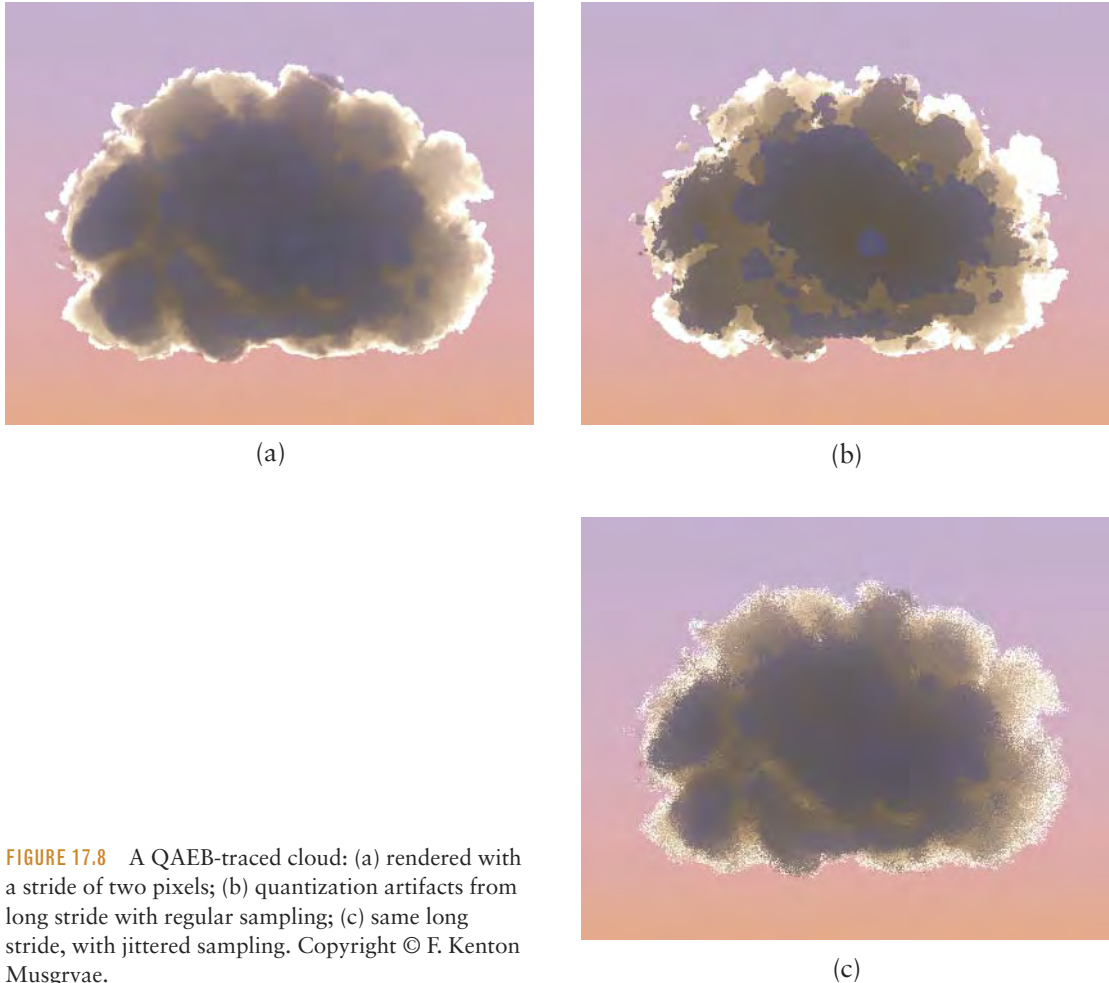 (a)
(b)
FIGURE 17.8 A QAEB-traced cloud: (a) rendered with
a stride of two pixels; (b) quantization artifacts from
long stride with regular sampling; (c) same long
stride, with jittered sampling. Copyright © F. Kenton
Musgrvae.
(c)